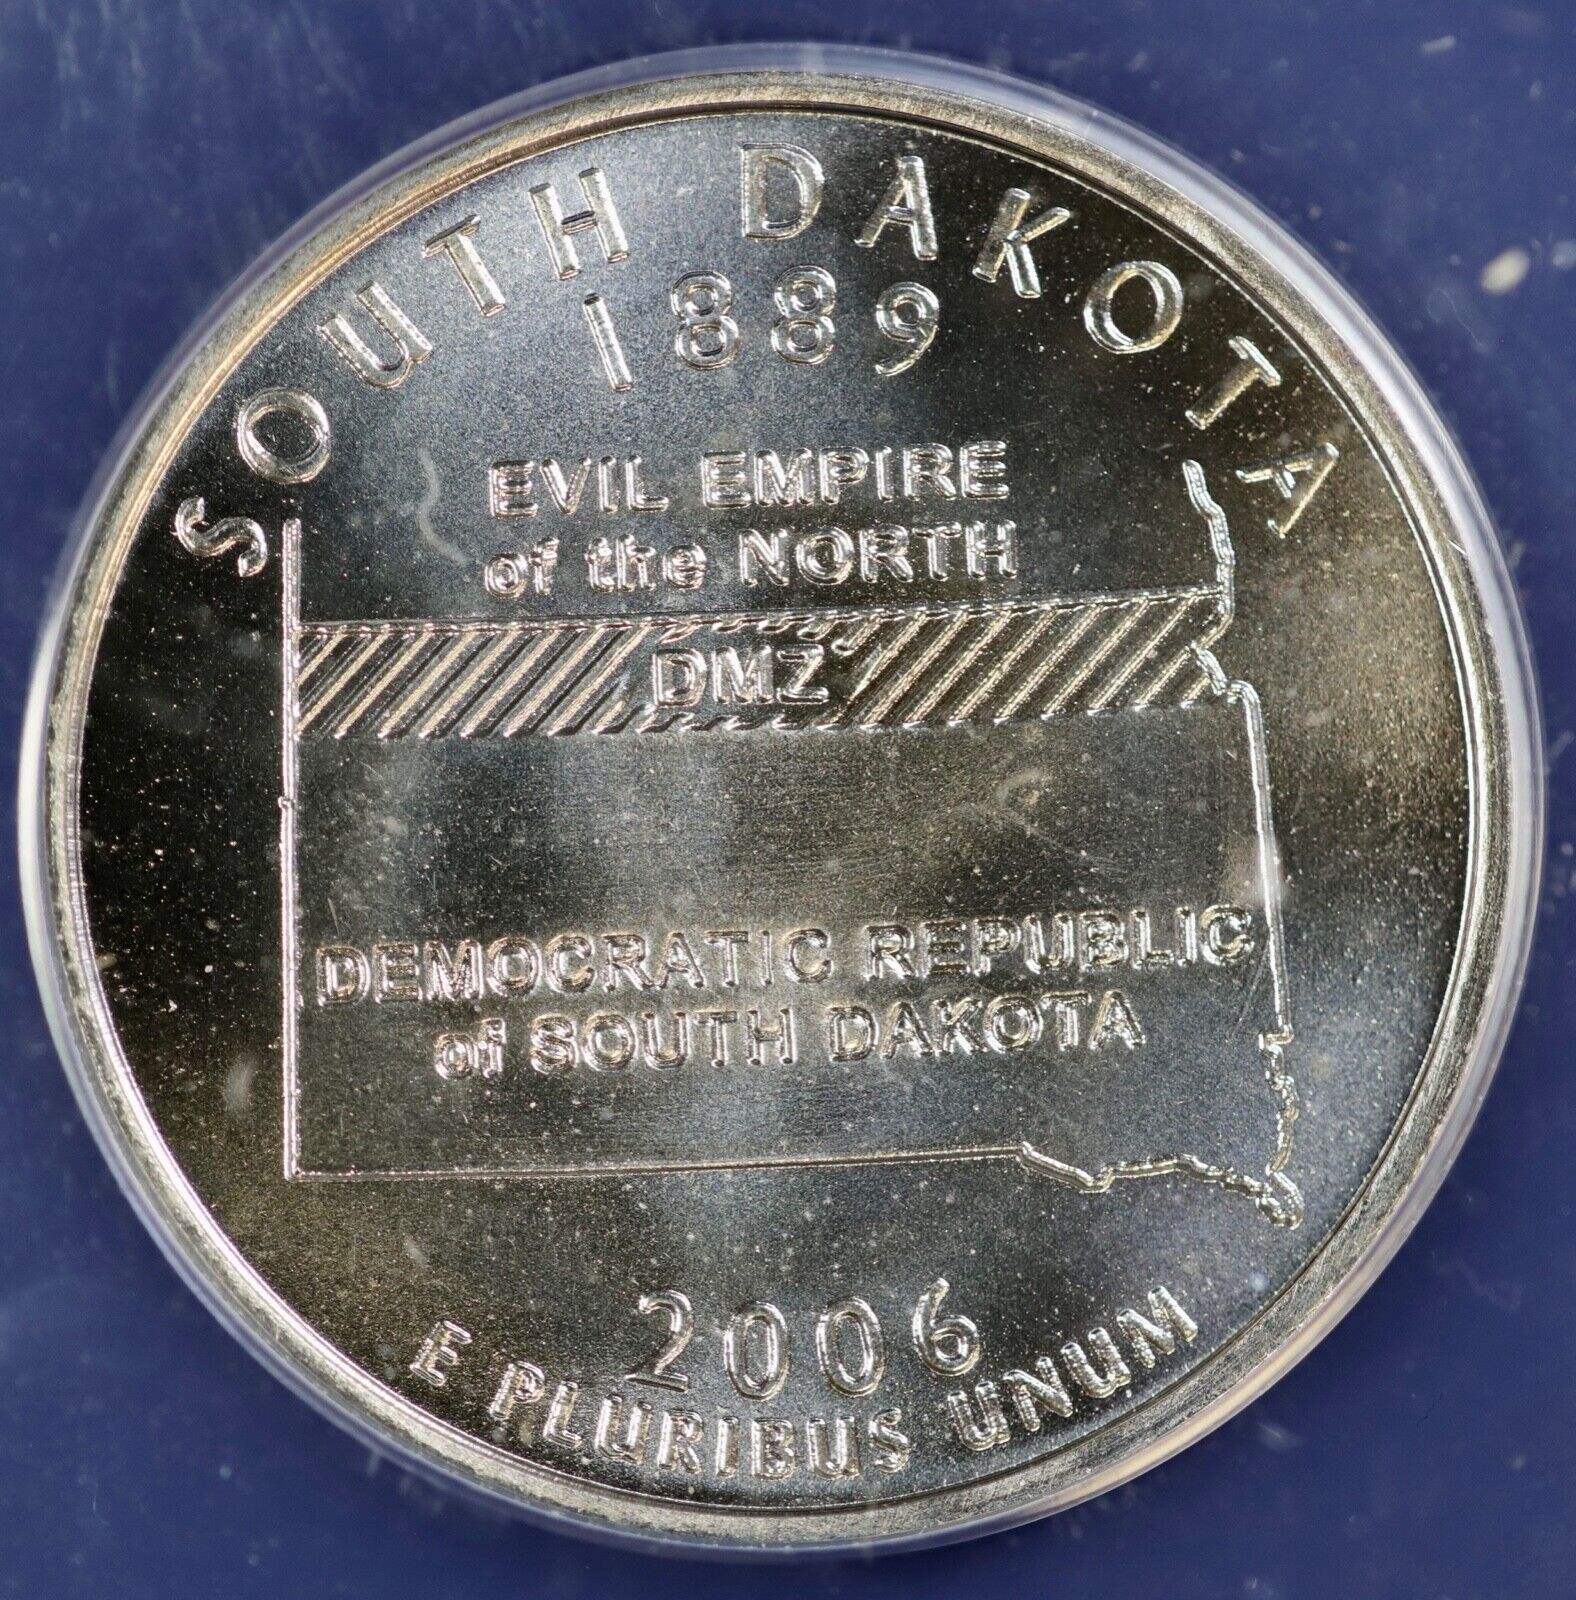 SOUTH DAKOTA
1889
EVIL EMPIRE
of the NORTH
DMZ
DEMOCRATIC REPUBLIC
of SOUTH DAKOTA
2006
E PLURIBUS UNUM